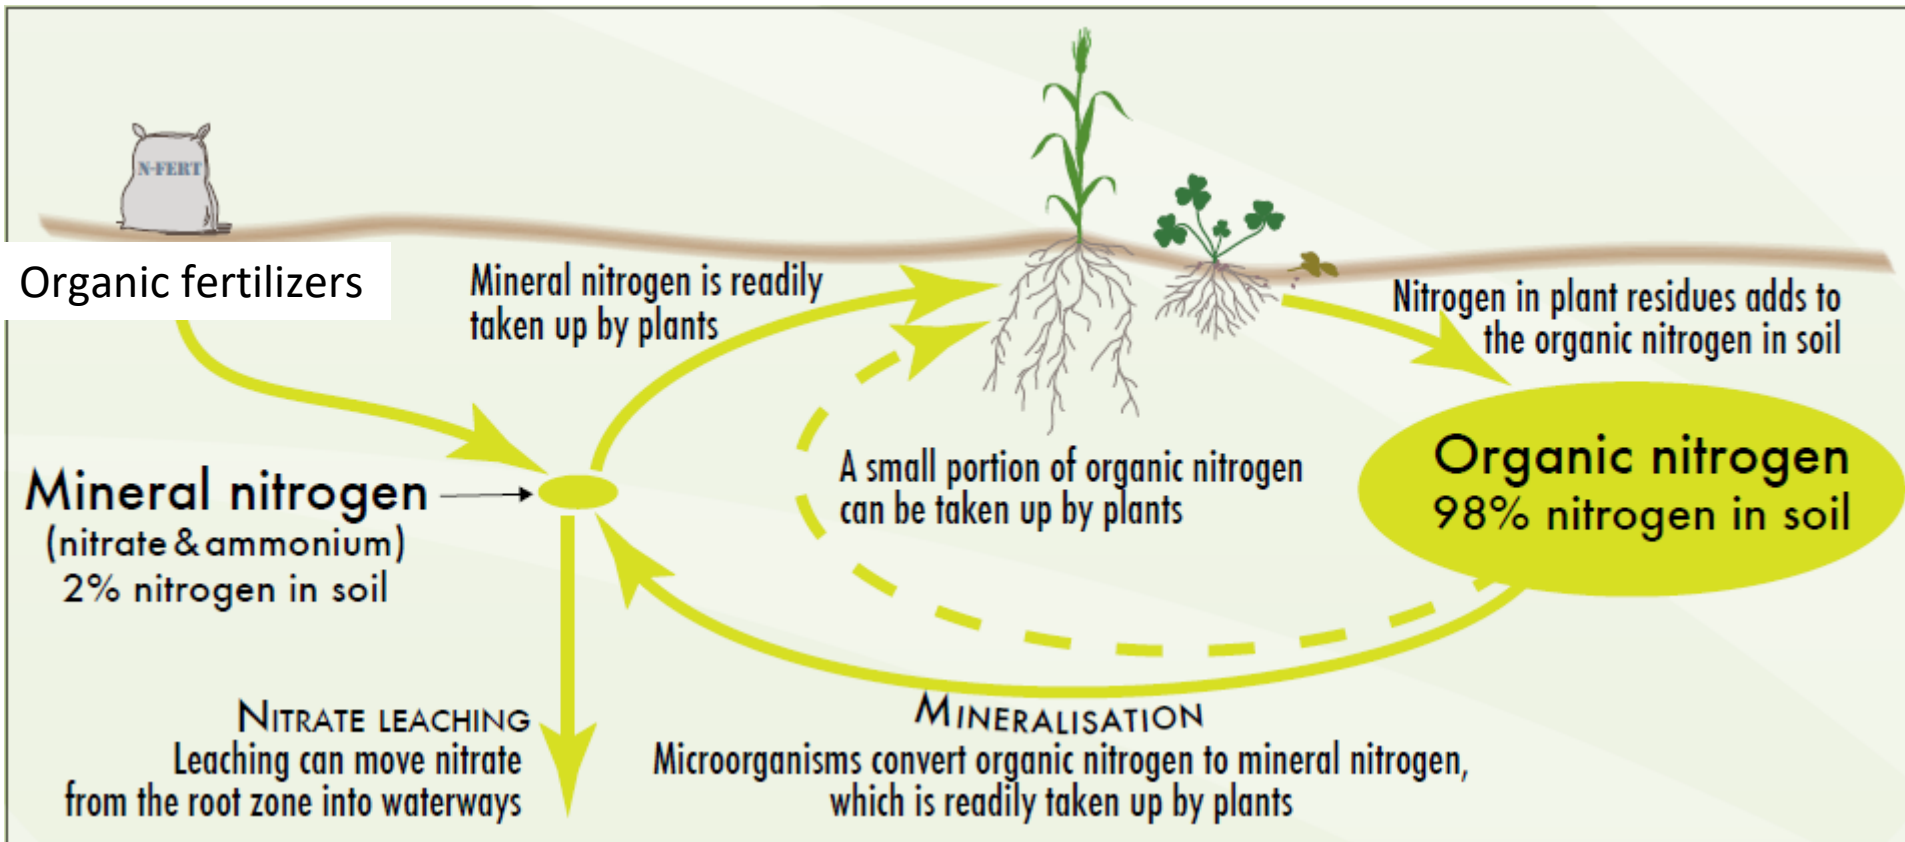 N-FERT
Organic fertilizers
Mineral nitrogen is readily
taken up by plants
Nitrogen in plant residues adds to
the organic nitrogen in soil
Mineral nitrogen
(nitrate & ammonium)
2% nitrogen in soil
A small portion of organic nitrogen
can be taken up by plants
Organic nitrogen
98% nitrogen in soil
NITRATE LEACHING
Leaching can move nitrate
from the root zone into waterways
MINERALISATION
Microorganisms convert organic nitrogen to mineral nitrogen,
which is readily taken up by plants